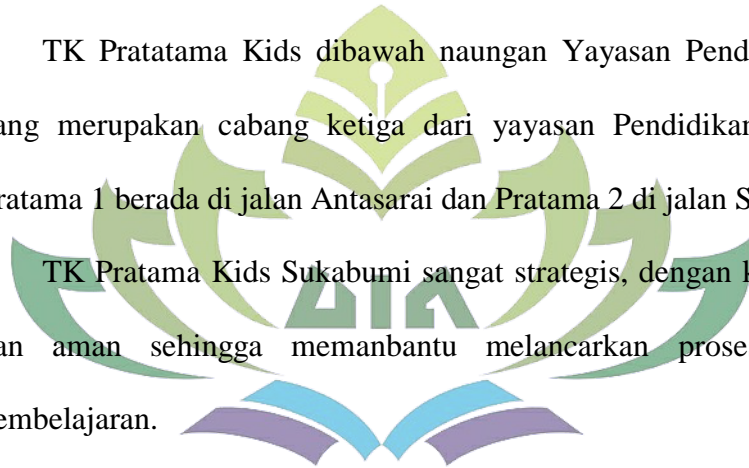 TK Pratatama Kids dibawah naungan Yayasan Pend
ang merupakan cabang ketiga dari yayasan Pendidikan
ratama 1 berada di jalan Antasarai dan Pratama 2 di jalan S
TK Pratama Kids Sukabumi sangat strategis, dengan k
an aman sehingga memanbantu melancarkan prose
embelajaran.